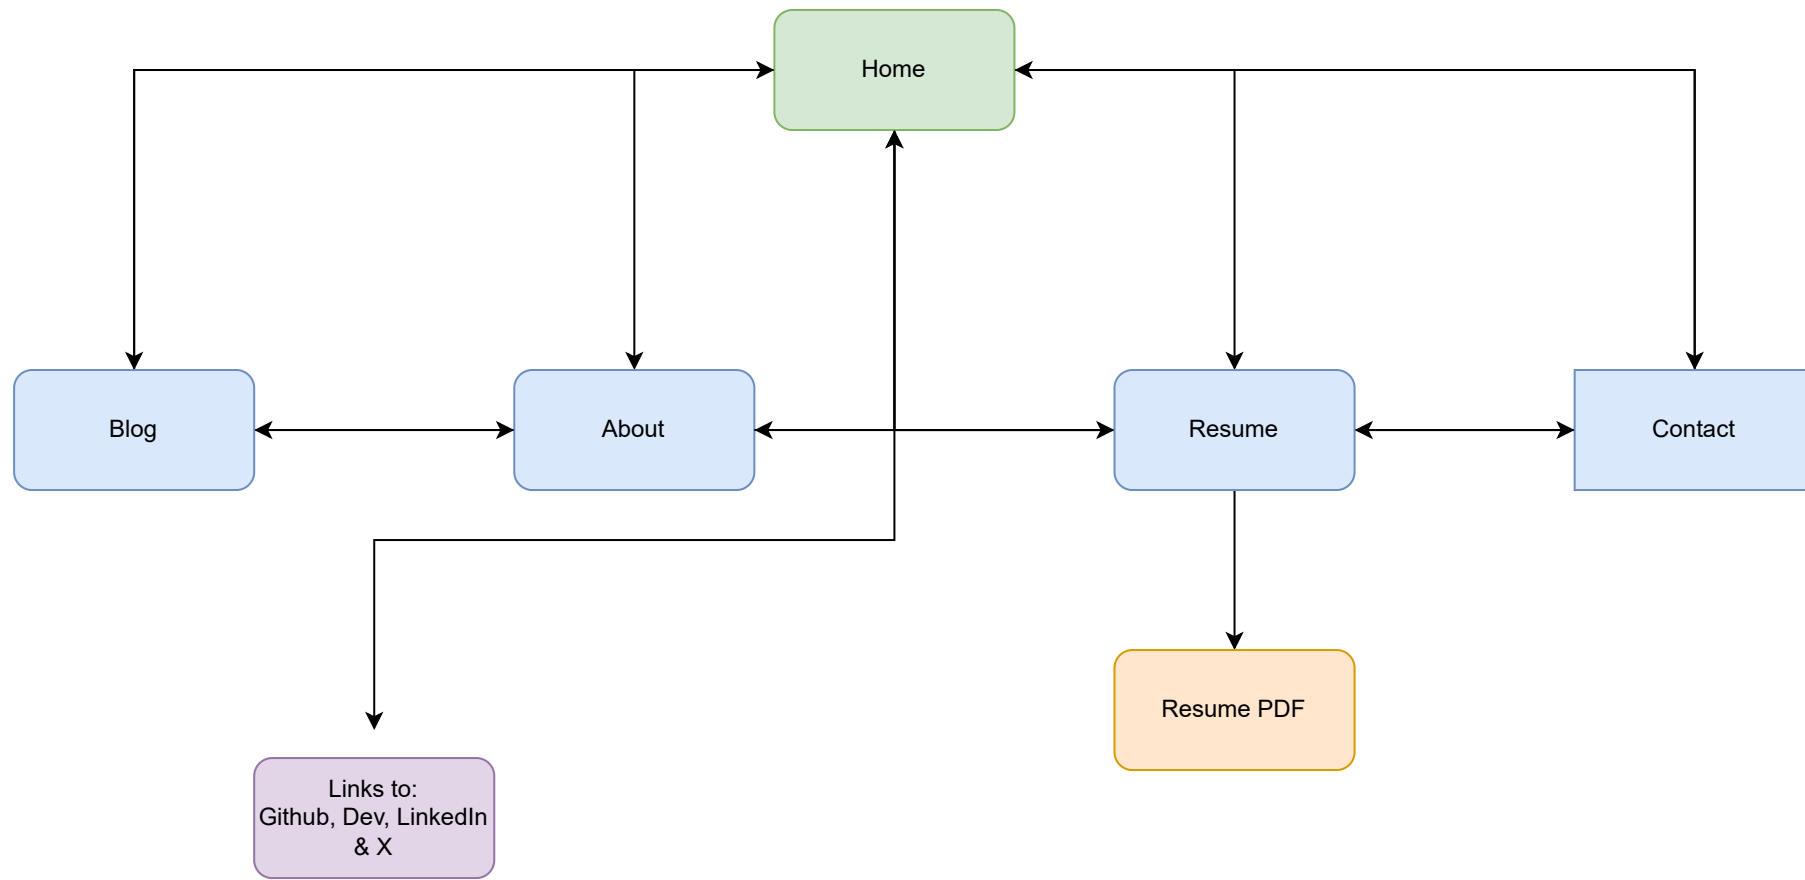 Home
Blog
About
Resume
Contact
Resume PDF
Links to:
Github, Dev, LinkedIn
& X